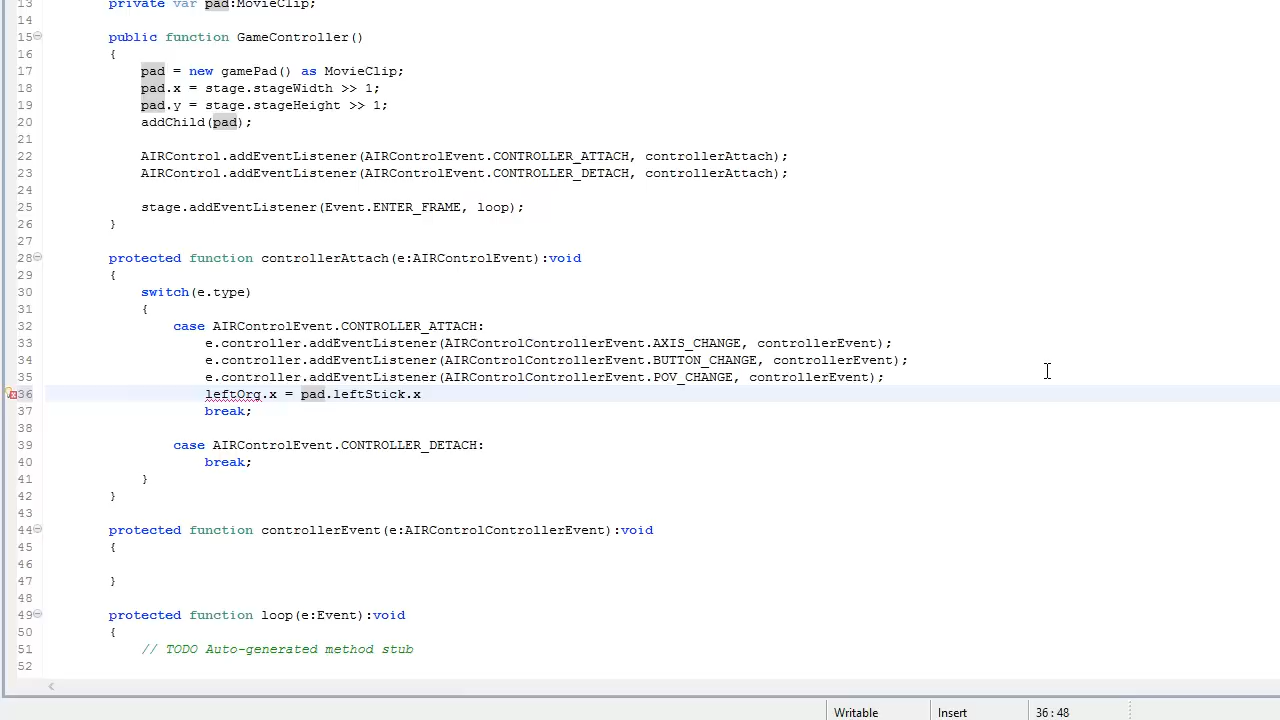 13 private var pad:MovieClip;
14
15 public function GameController()
16 {
17 pad = new gamePad() as MovieClip;
18 pad.x = stage.stageWidth >> 1;
19 pad.y = stage.stageHeight >> 1;
20 addChild(pad);
21
22 AIRControl.addEventListener(AIRControlEvent.CONTROLLER_ATTACH, controllerAttach);
23 AIRControl.addEventListener(AIRControlEvent.CONTROLLER_DETACH, controllerAttach);
24
25 stage.addEventListener(Event.ENTER_FRAME, loop);
26 }
27
28 protected function controllerAttach(e:AIRControlEvent):void
29 {
30 switch(e.type)
31 {
32 case AIRControlEvent.CONTROLLER_ATTACH:
33 e.controller.addEventListener(AIRControlControllerEvent.AXIS_CHANGE, controllerEvent);
34 e.controller.addEventListener(AIRControlControllerEvent.BUTTON_CHANGE, controllerEvent);
35 e.controller.addEventListener(AIRControlControllerEvent.POV_CHANGE, controllerEvent);
36 leftOrg.x = pad.leftStick.x
37 break;
38
39 case AIRControlEvent.CONTROLLER_DETACH:
40 break;
41 }
42 }
43
44 protected function controllerEvent(e:AIRControlControllerEvent):void
45 {
46
47 }
48
49 protected function loop(e:Event):void
50 {
51 // TODO Auto-generated method stub
52
Writable Insert 36 : 48